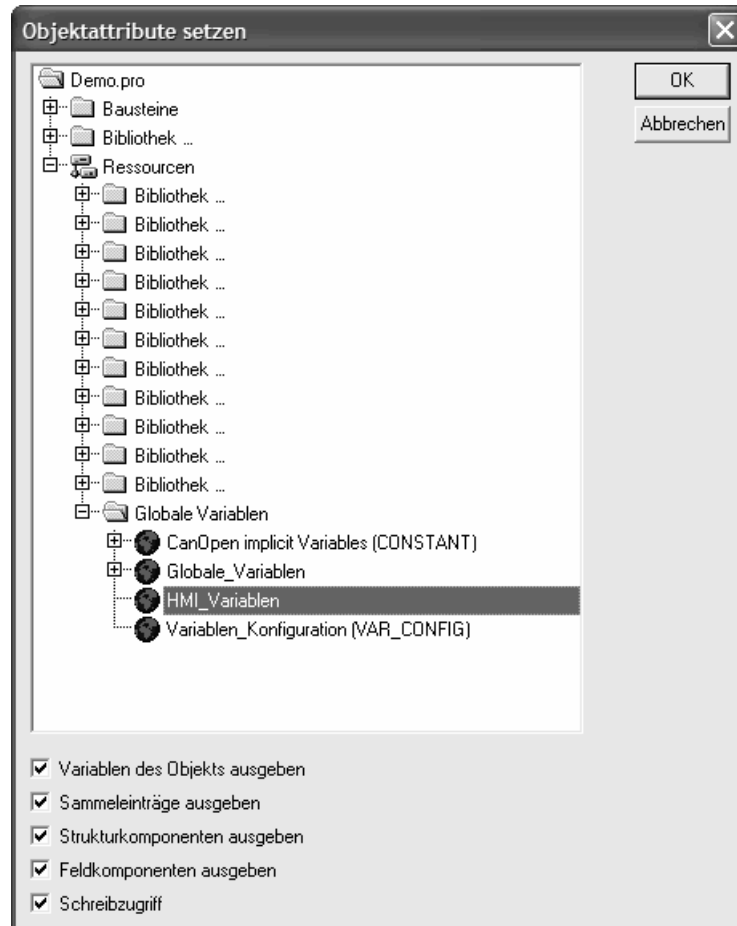 Objektattribute setzen
Demo.pro
OK
Bausteine
Abbrechen
Bibliothek ...
Ressourcen
Bibliothek ...
Bibliothek ...
Bibliothek ...
Bibliothek ...
Bibliothek ...
Bibliothek ...
Bibliothek ...
Bibliothek ...
Bibliothek ...
Bibliothek ...
Bibliothek ...
Globale Variablen
CanOpen implicit Variables (CONSTANT)
Globale_Variablen
HMI_Variablen
Variablen_Konfiguration (VAR_CONFIG)
Variablen des Objekts ausgeben
Sammeleinträge ausgeben
Strukturkomponenten ausgeben
Feldkomponenten ausgeben
Schreibzugriff